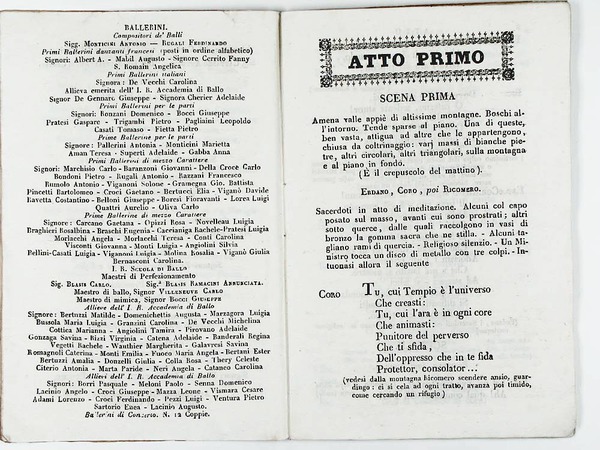 BALLERINI.
Compositori de' Balli
Sigg. Monticini Antonio — Rugali Ferdinando
Primi Ballerini danzanti francesi (posti in ordine alfabetico)
Signori: Albert A. - Mabil Augusto - Signore Cerrito Fanny
S. Romain Angelica
Primi Ballerini italiani
Signora: De Vecchi Carolina
Allieva emerita dell' I. R. Accademia di Ballo
Signor De Gennaro Giuseppe - Signora Cherier Adelaide
Primi Ballerini per le parti
Signori: Ronzani Domenico - Bocci Giuseppe
Pratesi Gaspare - Trigambi Pietro - Pagliaini Leopoldo
Casati Tomaso - Fietta Pietro
Prime Ballerine per le parti
Signore: Pallerini Antonia - Monticini Marietta
Aman Teresa - Superti Adelaide - Gabba Anna
Primi Ballerini di mezzo Carattere
Signori: Marchisio Carlo - Baranzoni Giovanni - Della Croce Carlo
Bondoni Pietro - Rugali Antonio - Razzani Francesco
Rumolo Antonio - Viganoni Solone - Gramegna Gio. Battista
Pincetti Bartolomeo - Croci Gaetano - Bertucci Elia - Viganò Davide
Ravetta Costantino - Belloni Giuseppe - Boresi Fioravanti - Lorea Luigi
Quattri Aurelio - Oliva Carlo
Prime Ballerine di mezzo Carattere
Signore: Carcano Gaetana - Opizzi Rosa - Novelleau Luigia
Braghieri Rosalbina - Braschi Eugenia - Caccianiga Rachele - Pratesi Luigia
Morlacchi Angela - Morlacchi Teresa - Conti Carolina
Visconti Giovanna - Monti Luigia - Angiolini Silvia
Bellini-Casati Luigia - Viganoni Luigia - Molina Rosalia - Viganò Giulia
Bernasconi Carolina.
I. R. Scuola di Ballo
Maestri di Perfezionamento
Sig. Blasis Carlo. Sig.ª Blasis Ramacini Annunciata.
Maestro di ballo, Signor Villeneuve Carlo
Maestro di mimica, Signor Bocci Giuseppe
Allieve dell' I. R. Accademia di Ballo
Signore: Bertuzzi Matilde - Domenichettis Augusta - Marzagora Luigia
Bussola Maria Luigia - Granzini Carolina - De Vecchi Michelina
Cottica Marianna - Angiolini Tamira - Pirovano Adelaide
Gonzaga Savina - Rizzi Virginia - Catena Adelaide - Banderali Regina
Vegetti Rachele - Wauthier Margherita - Galavresi Savina
Romagnoli Caterina - Monti Emilia - Fuoco Maria Angela - Bertani Ester
Bertuzzi Amalia - Donzelli Giulia - Colla Rosa - Thery Celeste
Citerio Antonia - Marta Paride - Neri Angela - Cataneo Carolina
Allievi dell' I. R. Accademia di Ballo
Signori: Borri Pasquale - Meloni Paolo - Senna Domenico
Lacinio Angelo - Croci Giuseppe - Mazza Leone - Vismara Cesare
Adami Lorenzo - Croci Ferdinando - Pezzi Luigi - Ventura Pietro
Sartorio Enea - Lacinio Augusto.
Ballerini di Concerto. N. 12 Coppie.
ATTO PRIMO
SCENA PRIMA
Amena valle appiè di altissime montagne. Boschi al-
l'intorno. Tende sparse al piano. Una di queste,
ben vasta, attigua ad altre che le appartengono,
chiusa da coltrinaggio: varj massi di bianche pie-
tre, altri circolari, altri triangolari, sulla montagna
e al piano in fondo.
(È il crepuscolo del mattino).
Erdano, Coro, poi Ricomero.
Sacerdoti in atto di meditazione. Alcuni col capo
posato sul masso, avanti cui sono prostrati; altri
sotto querce, dalle quali raccolgono in vasi di
bronzo la gomma sacra che ne stilla. - Alcuni ta-
gliano rami di quercia. - Religioso silenzio. - Un Mi-
nistro tocca un disco di metallo con tre colpi. - In-
tuonasi allora il seguente
Coro Tu, cui Tempio è l'universo
Che creasti:
Tu, cui l'ara è in ogni core
Che animasti:
Punitore del perverso
Che ti sfida,
Dell'oppresso che in te fida
Protettor, consolator...
(vedesi dalla montagna Ricomero scendere ansio, guar-
dingo: ei si cela ad ogni tratto, avanza poi timido,
come cercando un rifugio)